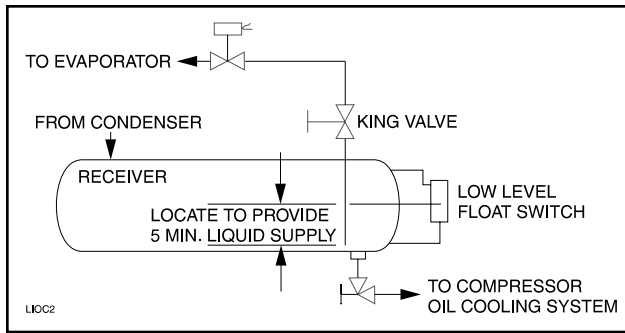 TO EVAPORATOR
KING VALVE
FROM CONDENSER
RECEIVER
LOCATE TO PROVIDE
5 MIN. LIQUID SUPPLY
LOW LEVEL
FLOAT SWITCH
TO COMPRESSOR
OIL COOLING SYSTEM
LIOC2